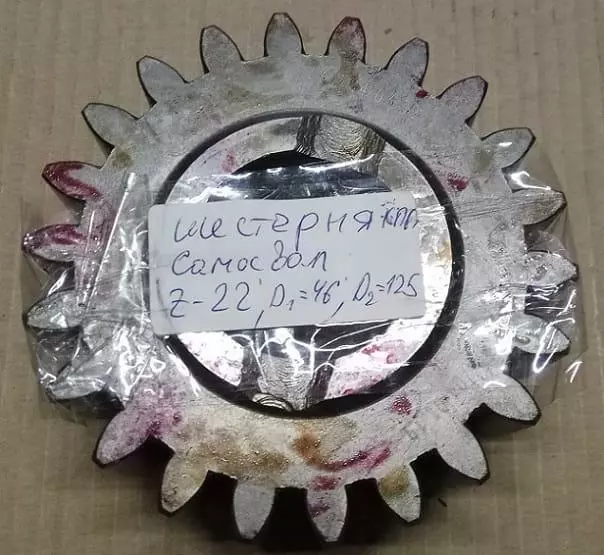 шестерня кпп
самосвал
Z-22; D₁=46; D₂=125